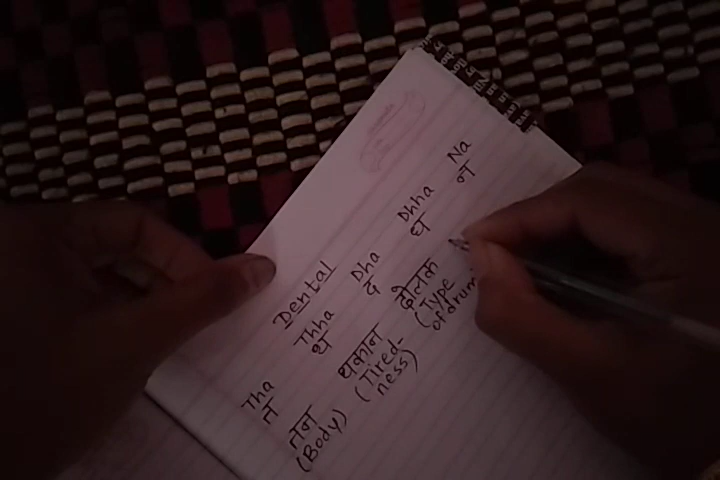 Dental
Tha Thha Dha Dhha Na
त थ द ध न
तन थकान ढोलक
(Body) (Tired- (Type
ness) of drum